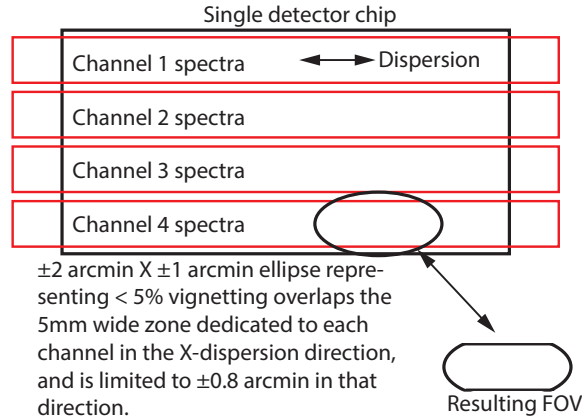 Single detector chip
Channel 1 spectra
Dispersion
Channel 2 spectra
Channel 3 spectra
Channel 4 spectra
±2 arcmin X ±1 arcmin ellipse repre-
senting < 5% vignetting overlaps the
5mm wide zone dedicated to each
channel in the X-dispersion direction,
and is limited to ±0.8 arcmin in that
direction.
Resulting FOV